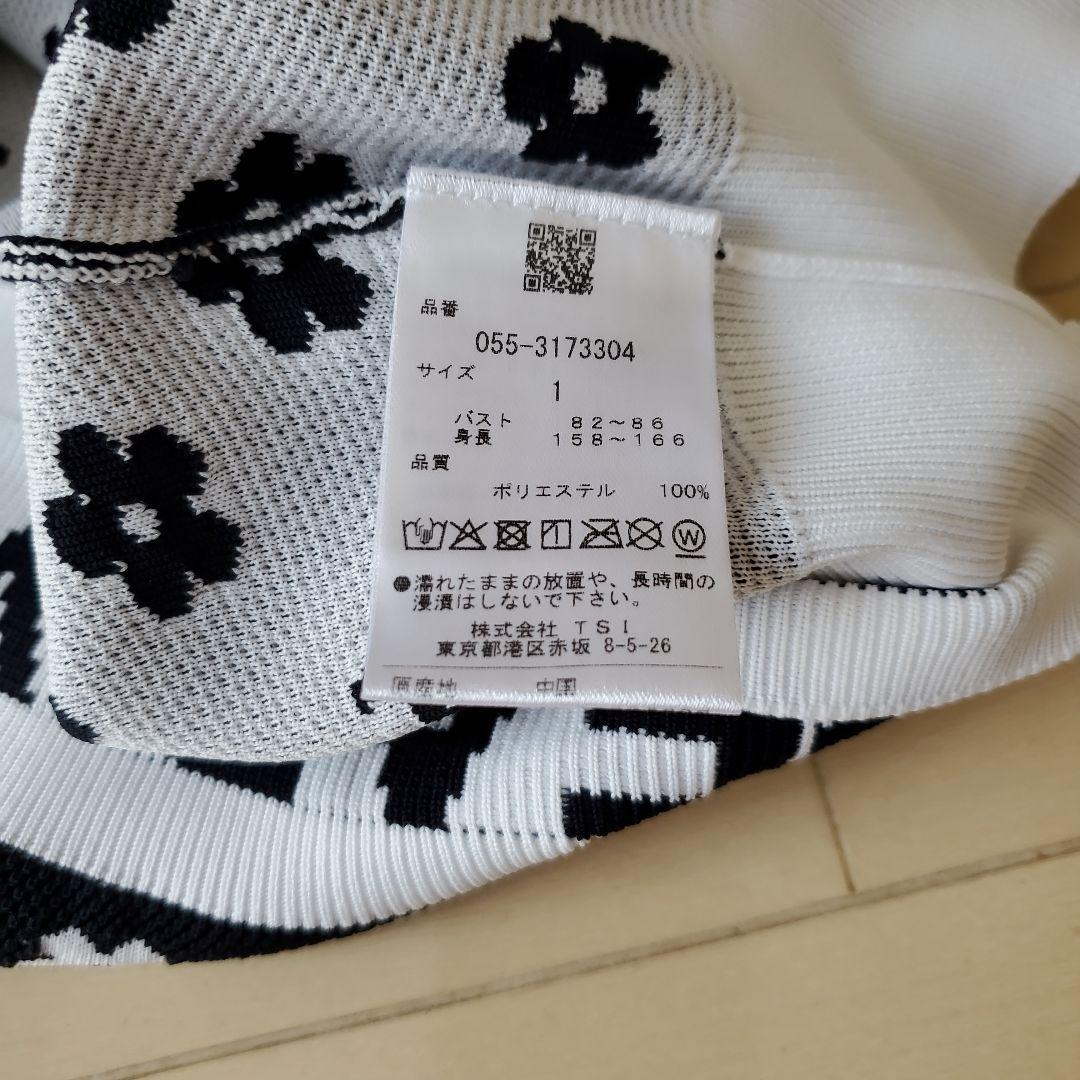 品番
055-3173304
サイズ
1
バスト 82～86
身長 158～166
品質
ポリエステル 100%
W
●濡れたままの放置や、長時間の
浸漬はしないで下さい。
株式会社 TSI
東京都港区赤坂 8-5-26
原産地 中国